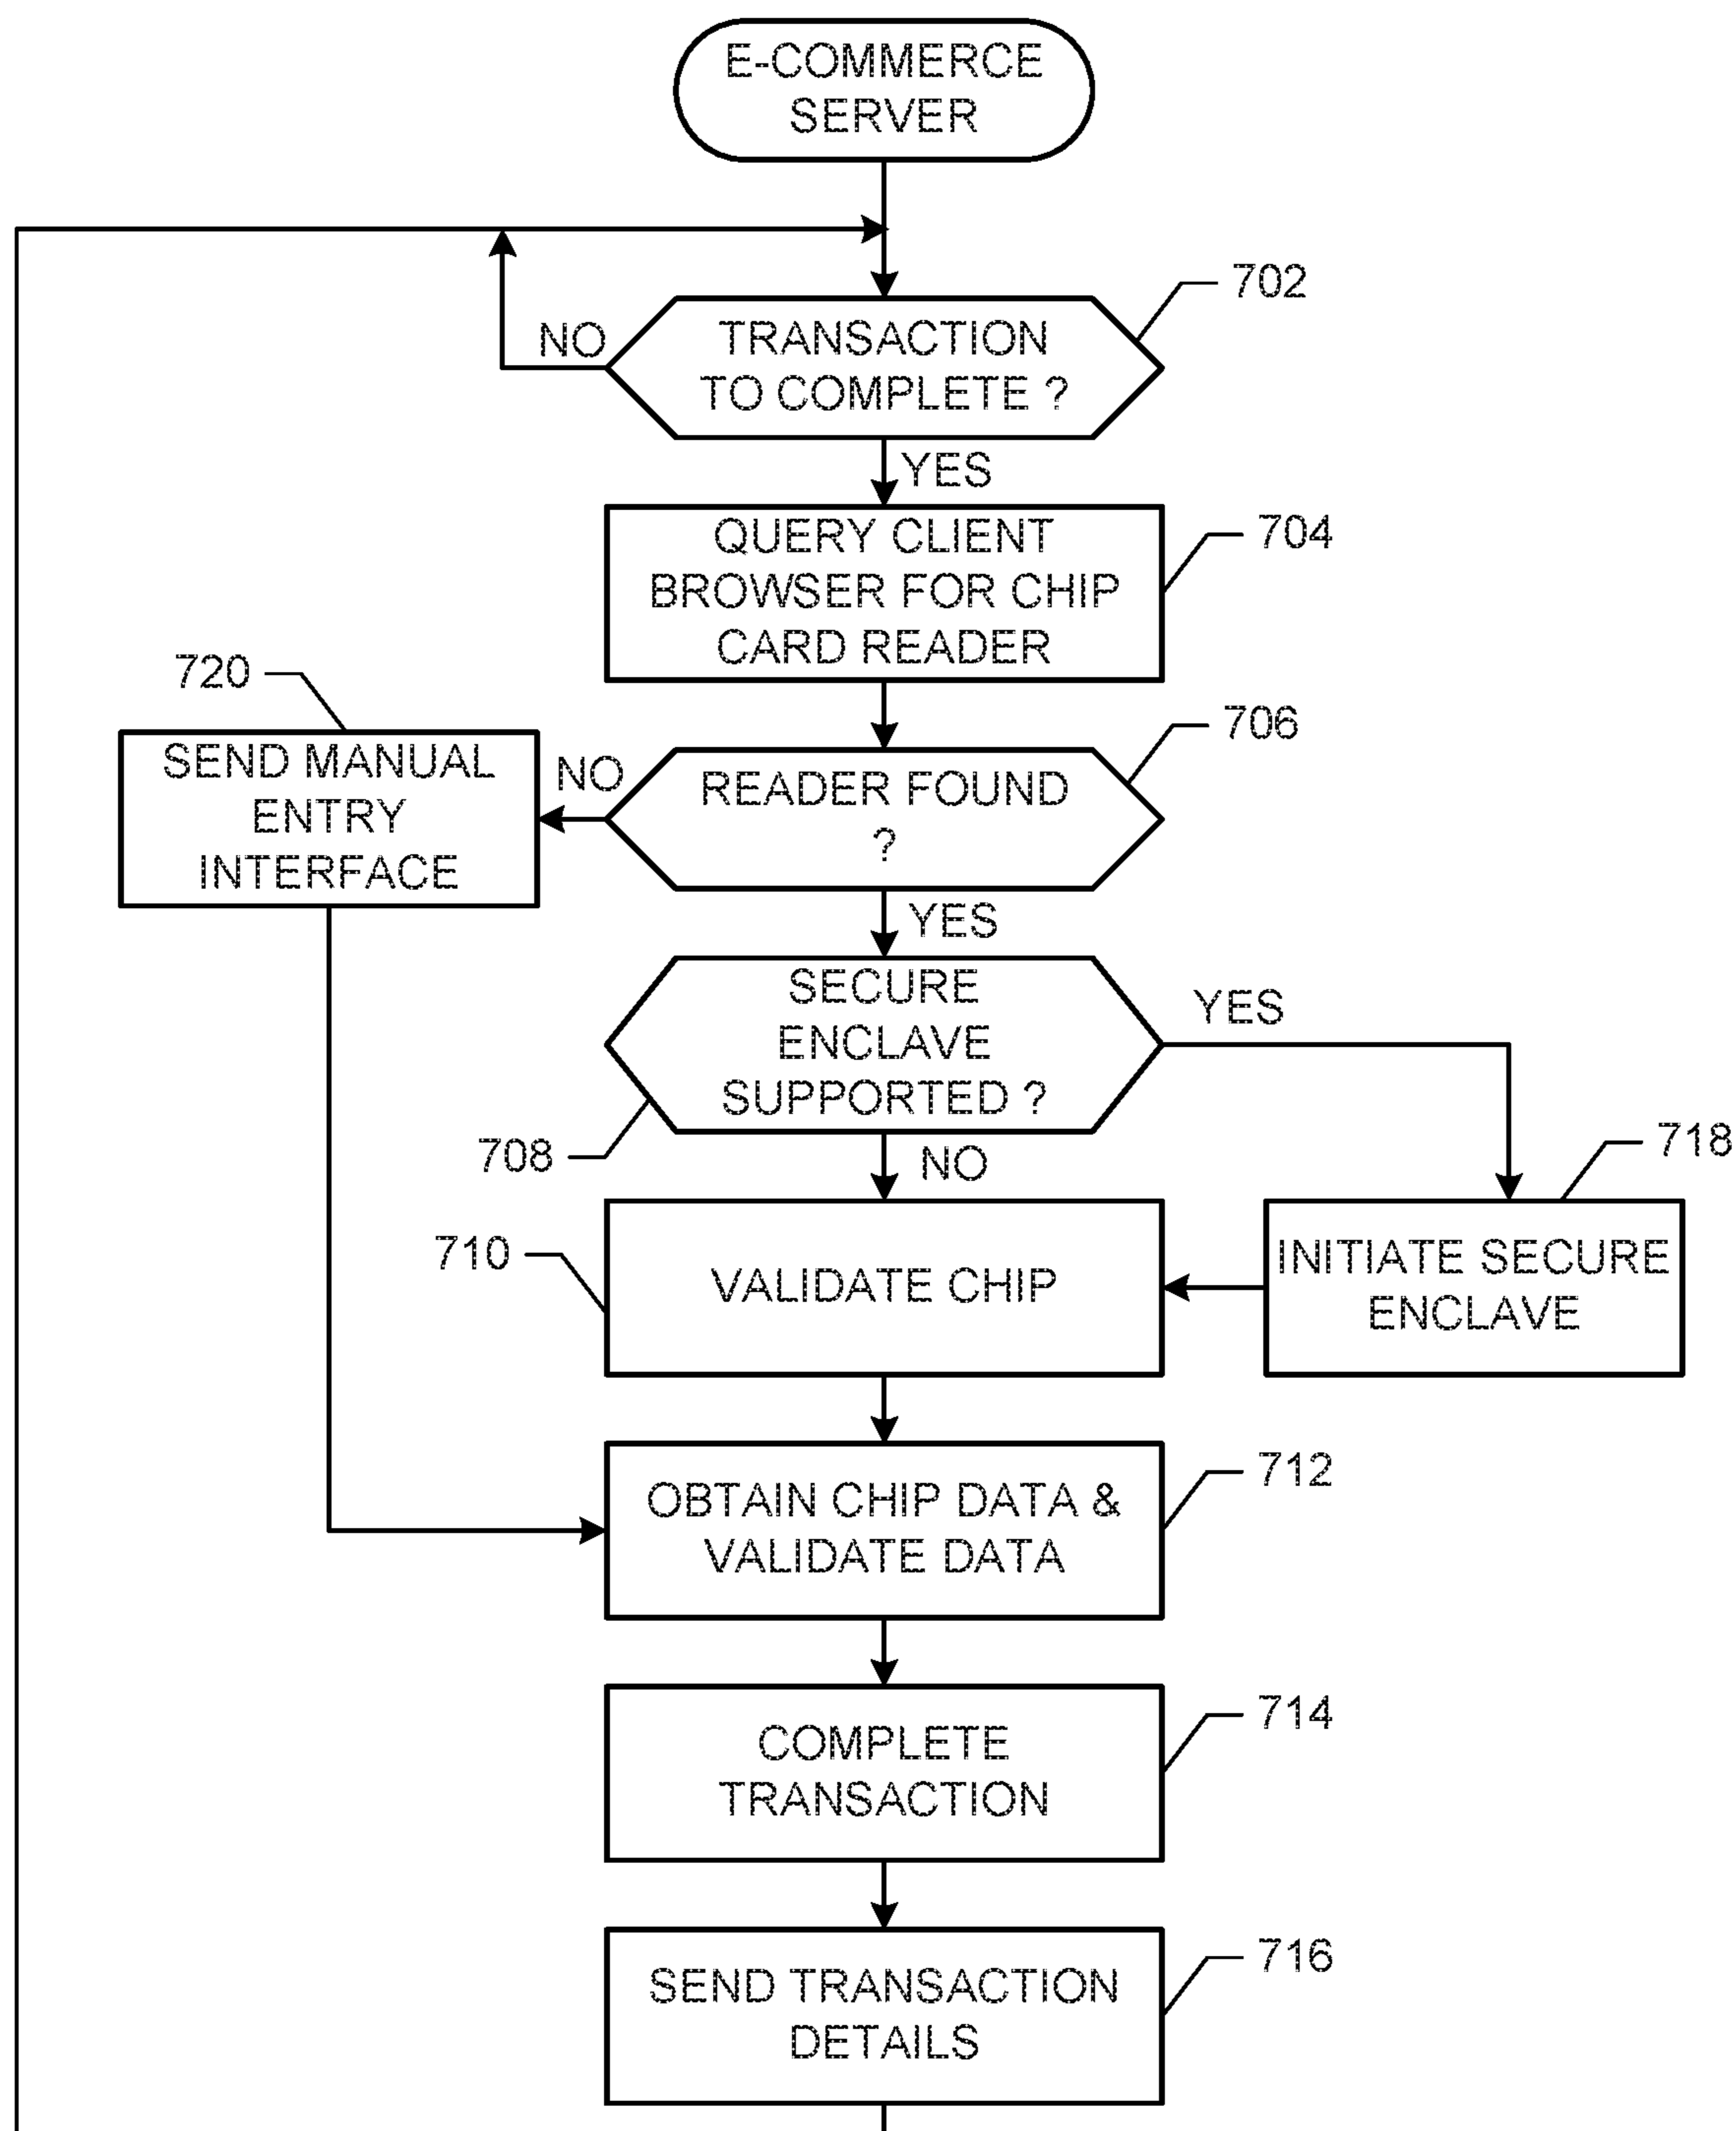 E-COMMERCE
SERVER
702
TRANSACTION
TO COMPLETE ?
NO
YES
QUERY CLIENT
BROWSER FOR CHIP
CARD READER
704
720
SEND MANUAL
ENTRY
INTERFACE
NO
READER FOUND
?
706
YES
SECURE
ENCLAVE
SUPPORTED ?
YES
708
NO
718
710
VALIDATE CHIP
INITIATE SECURE
ENCLAVE
OBTAIN CHIP DATA &
VALIDATE DATA
712
COMPLETE
TRANSACTION
714
SEND TRANSACTION
DETAILS
716